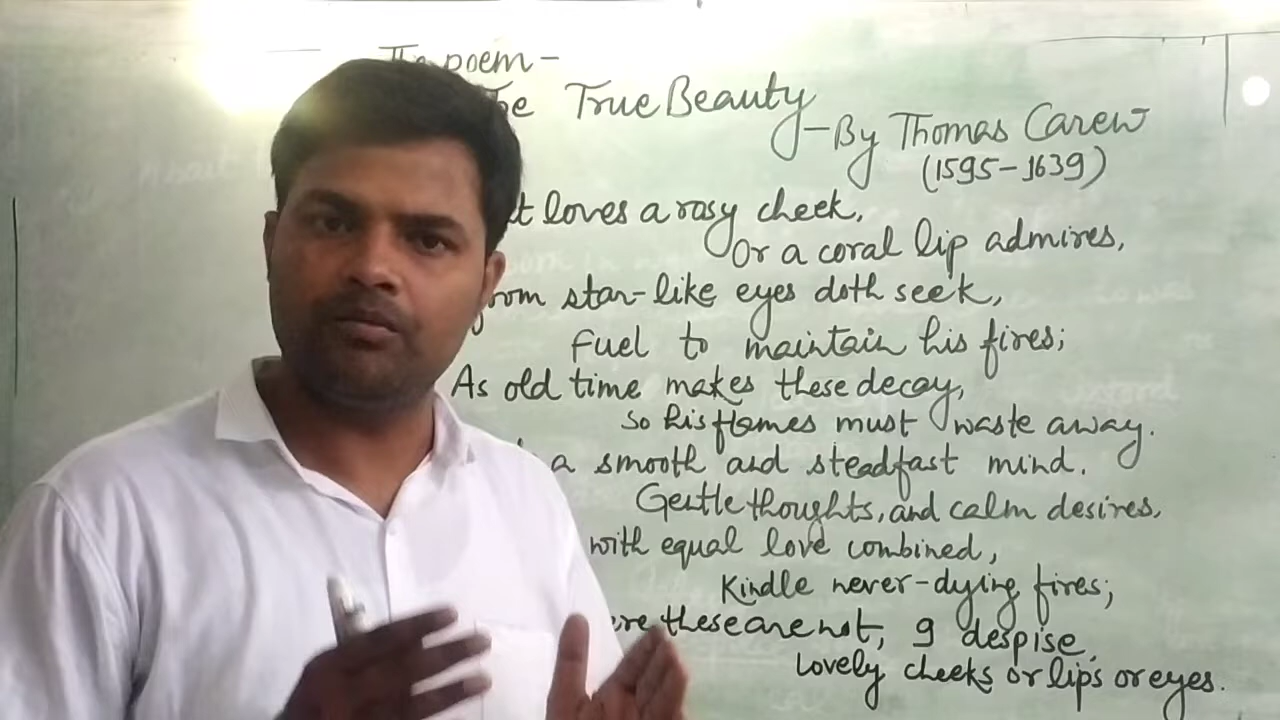 The poem-
The True Beauty
-By Thomas Carew
(1595-1639)
loves a rosy cheek,
Or a coral lip admires,
from star-like eyes doth seek,
Fuel to maintain his fires;
As old time makes these decay,
So his flames must waste away.
a smooth and steadfast mind.
Gentle thoughts, and calm desires,
with equal love combined,
Kindle never-dying fires;
these are not, I despise,
Lovely cheeks or lips or eyes.